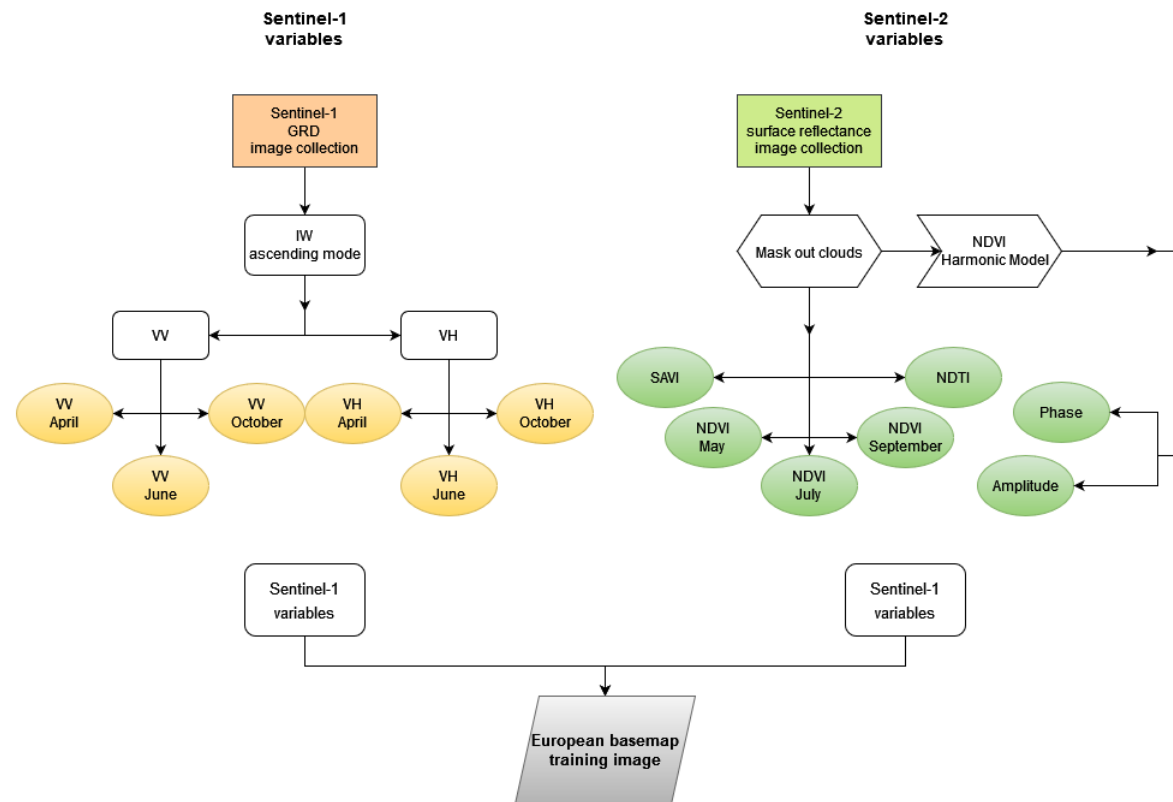 Sentinel-1
variables
Sentinel-2
variables
Sentinel-1
GRD
image collection
Sentinel-2
surface reflectance
image collection
IW
ascending mode
Mask out clouds
NDVI
Harmonic Model
VV
VH
SAVI
NDTI
VV
April
VV
October
VH
April
VH
October
NDVI
May
NDVI
September
Phase
VV
June
VH
June
NDVI
July
Amplitude
Sentinel-1
variables
Sentinel-1
variables
European basemap
training image